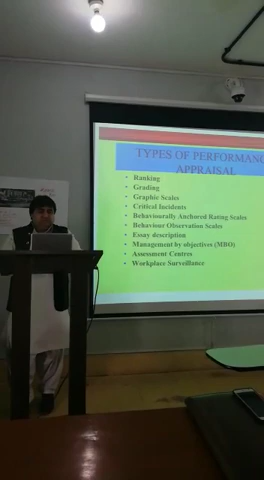 TYPES OF PERFORMANC
APPRAISAL
• Ranking
• Grading
• Graphic Scales
• Critical Incidents
• Behaviourally Anchored Rating Scales
• Behaviour Observation Scales
• Essay description
• Management by objectives (MBO)
• Assessment Centres
• Workplace Surveillance